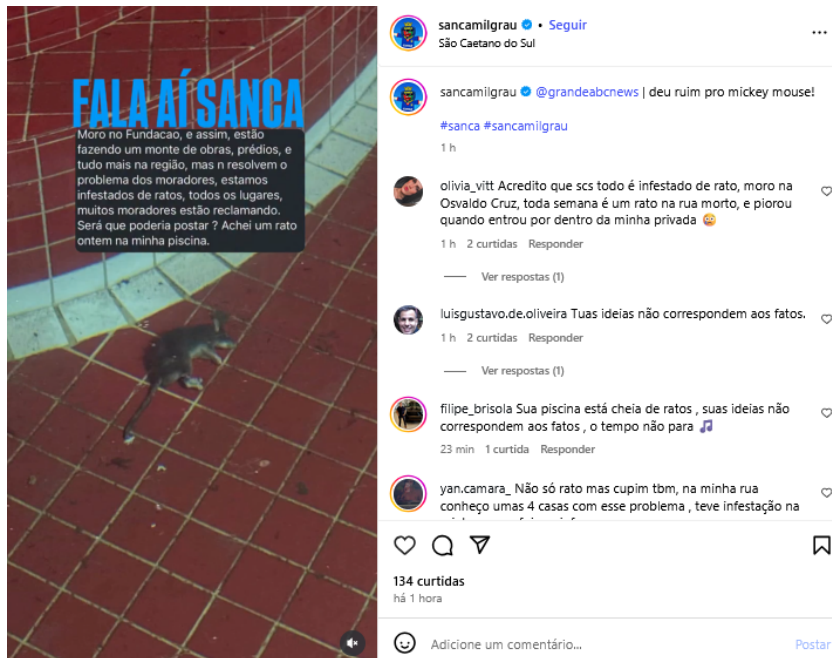 FALA AÍ SANCA
Moro no Fundacao, e assim, estão
fazendo um monte de obras, prédios, e
tudo mais na região, mas n resolvem o
problema dos moradores, estamos
infestados de ratos, todos os lugares,
muitos moradores estão reclamando.
Será que poderia postar ? Achei um rato
ontem na minha piscina.
sancamilgrau • Seguir
São Caetano do Sul
sancamilgrau @grandeabcnews | deu ruim pro mickey mouse!
#sanca #sancamilgrau
1 h
olivia_vitt Acredito que scs todo é infestado de rato, moro na
Osvaldo Cruz, toda semana é um rato na rua morto, e piorou
quando entrou por dentro da minha privada 😅
1 h 2 curtidas Responder
Ver respostas (1)
luisgustavo.de.oliveira Tuas ideias não correspondem aos fatos.
1 h 2 curtidas Responder
Ver respostas (1)
filipe_brisola Sua piscina está cheia de ratos , suas ideias não
correspondem aos fatos , o tempo não para 🎵
23 min 1 curtida Responder
yan.camara_ Não só rato mas cupim tbm, na minha rua
conheço umas 4 casas com esse problema , teve infestação na
134 curtidas
há 1 hora
Adicione um comentário...
Postar